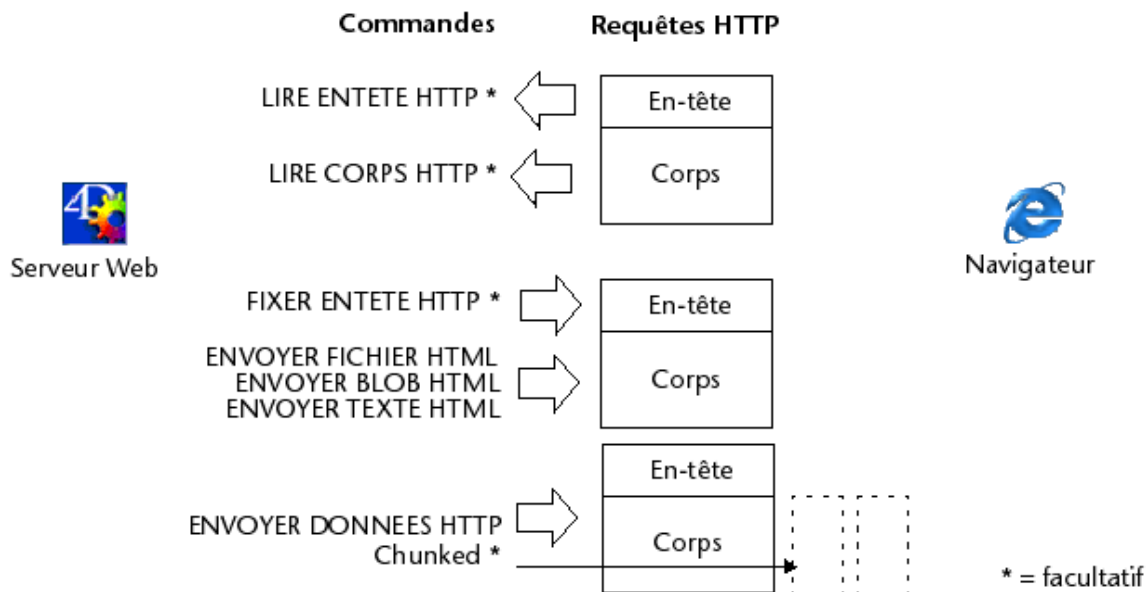 Commandes
Requêtes HTTP
LIRE ENTETE HTTP *
En-tête
LIRE CORPS HTTP *
Corps
4D
Serveur Web
Navigateur
FIXER ENTETE HTTP *
En-tête
ENVOYER FICHIER HTML
ENVOYER BLOB HTML
ENVOYER TEXTE HTML
Corps
En-tête
ENVOYER DONNEES HTTP
Chunked *
Corps
* = facultatif